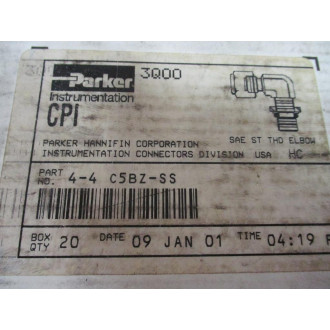 Parker 3Q00
Instrumentation
CPI
PARKER HANNIFIN CORPORATION SAE ST THD ELBOW
INSTRUMENTATION CONNECTORS DIVISION USA HC
PART NO. 4-4 C5BZ-SS
BOX QTY 20 DATE 09 JAN 01 TIME 04:19 P